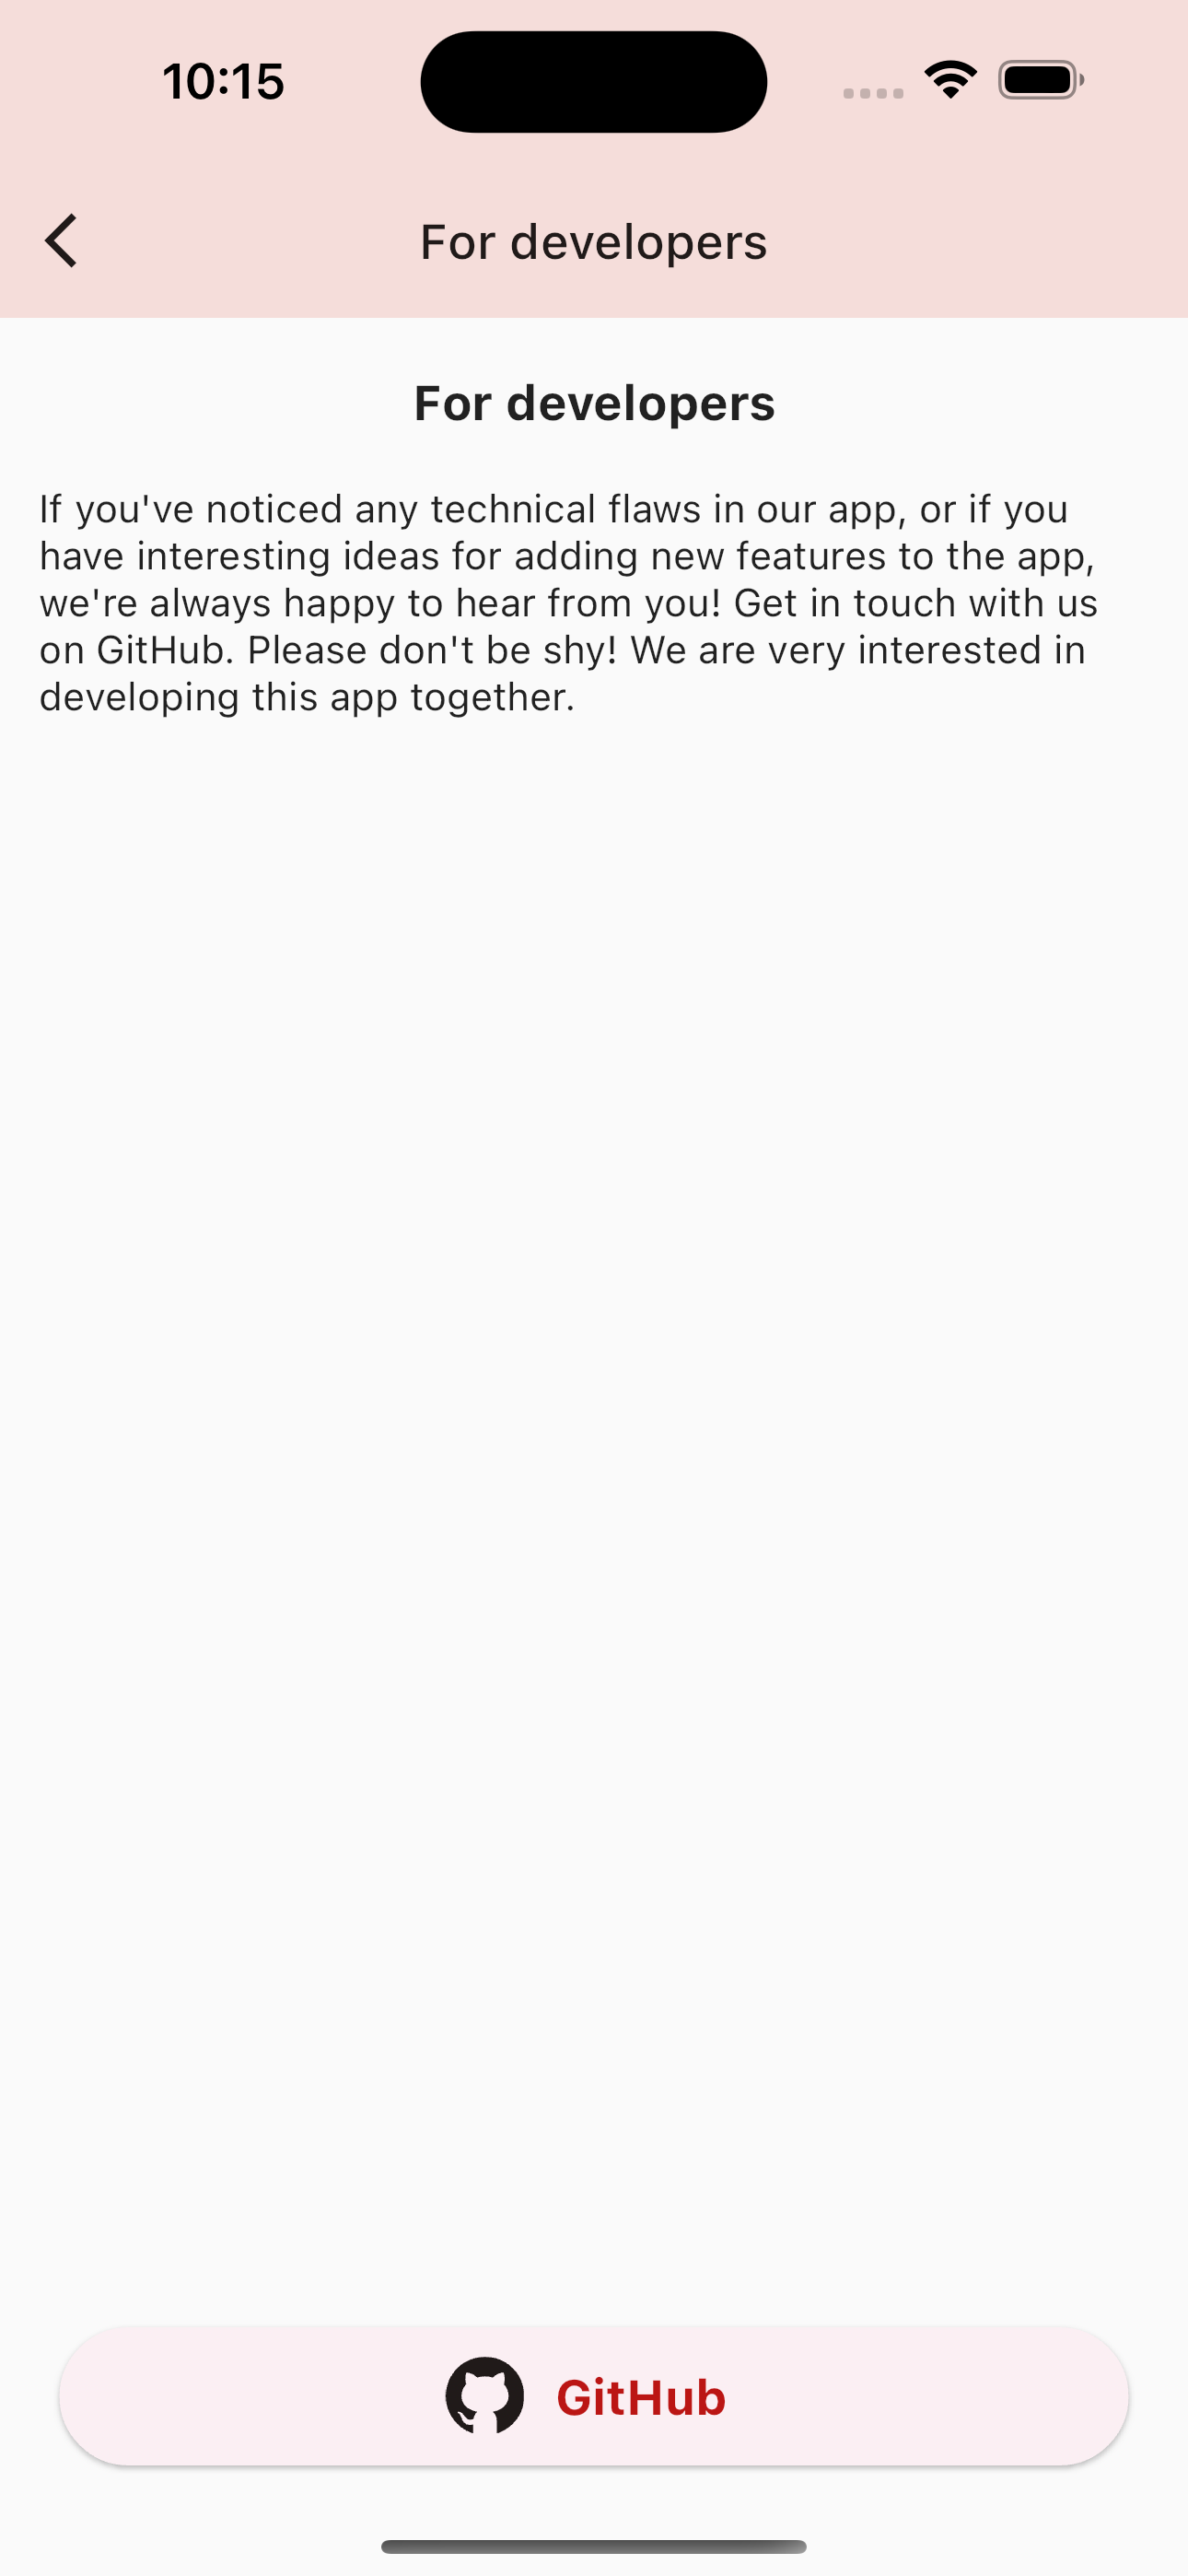 10:15
For developers
For developers
If you've noticed any technical flaws in our app, or if you
have interesting ideas for adding new features to the app,
we're always happy to hear from you! Get in touch with us
on GitHub. Please don't be shy! We are very interested in
developing this app together.
GitHub